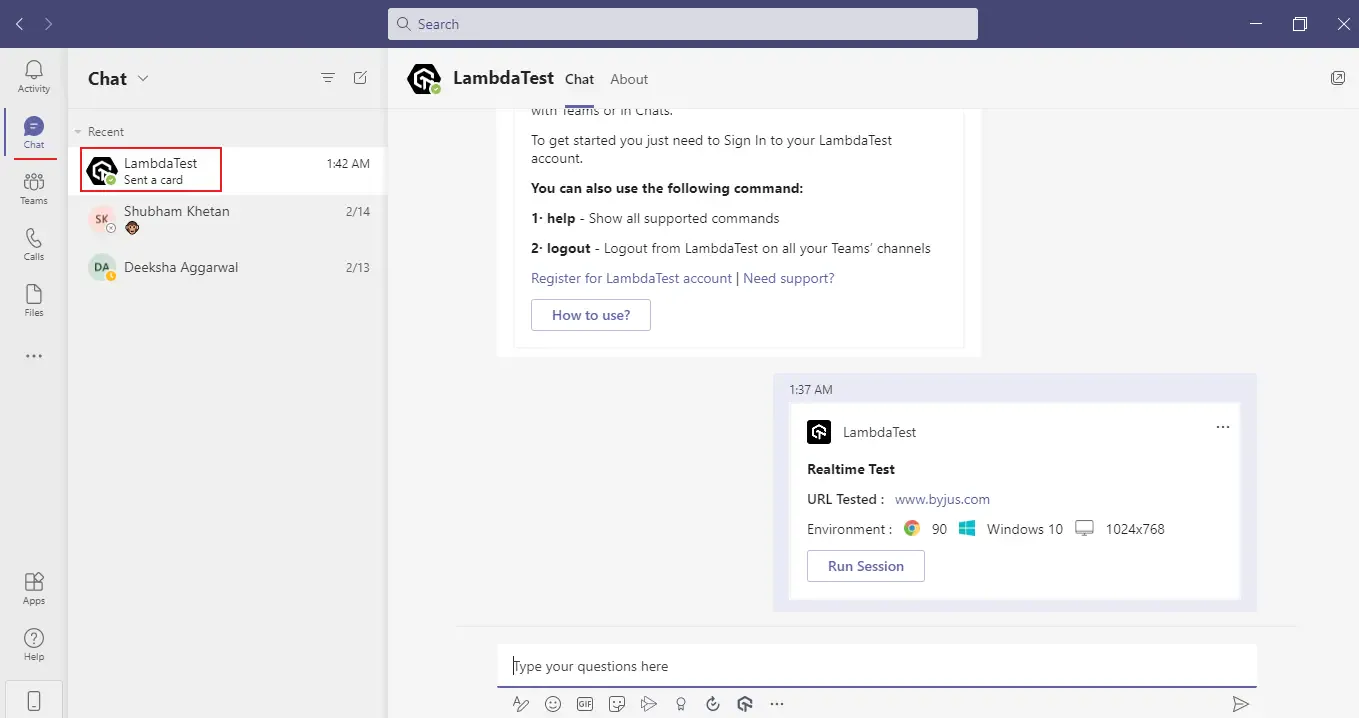 Search
Activity
Chat
Teams
Calls
Files
Apps
Help
Chat
Recent
LambdaTest 1:42 AM
Sent a card
SK Shubham Khetan 2/14
DA Deeksha Aggarwal 2/13
LambdaTest Chat About
with Teams or in Chats.
To get started you just need to Sign In to your LambdaTest
account.
You can also use the following command:
1· help - Show all supported commands
2· logout - Logout from LambdaTest on all your Teams’ channels
Register for LambdaTest account | Need support?
How to use?
1:37 AM
LambdaTest
Realtime Test
URL Tested : www.byjus.com
Environment : 90 Windows 10 1024x768
Run Session
Type your questions here
GIF